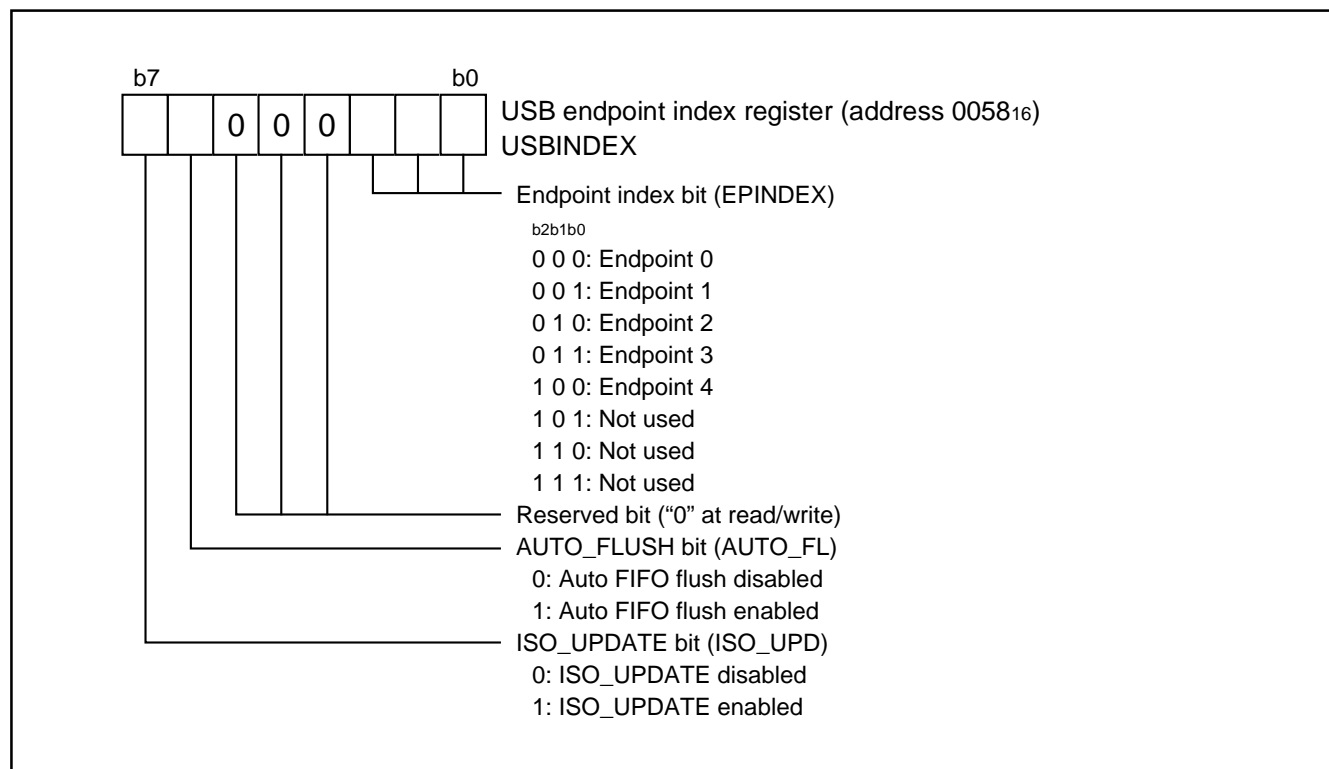 b7 b0
0 0 0
USB endpoint index register (address 005816)
USBINDEX
Endpoint index bit (EPINDEX)
b2b1b0
0 0 0: Endpoint 0
0 0 1: Endpoint 1
0 1 0: Endpoint 2
0 1 1: Endpoint 3
1 0 0: Endpoint 4
1 0 1: Not used
1 1 0: Not used
1 1 1: Not used
Reserved bit (“0” at read/write)
AUTO_FLUSH bit (AUTO_FL)
0: Auto FIFO flush disabled
1: Auto FIFO flush enabled
ISO_UPDATE bit (ISO_UPD)
0: ISO_UPDATE disabled
1: ISO_UPDATE enabled